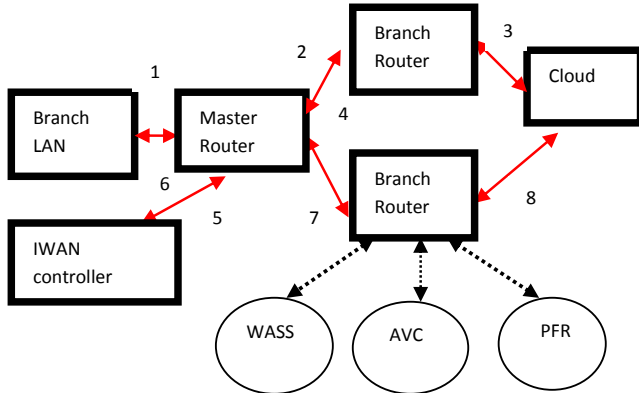 Branch
Router
2
3
Cloud
1
Branch
LAN
Master
Router
4
Branch
Router
6
5
7
8
IWAN
controller
WASS
AVC
PFR